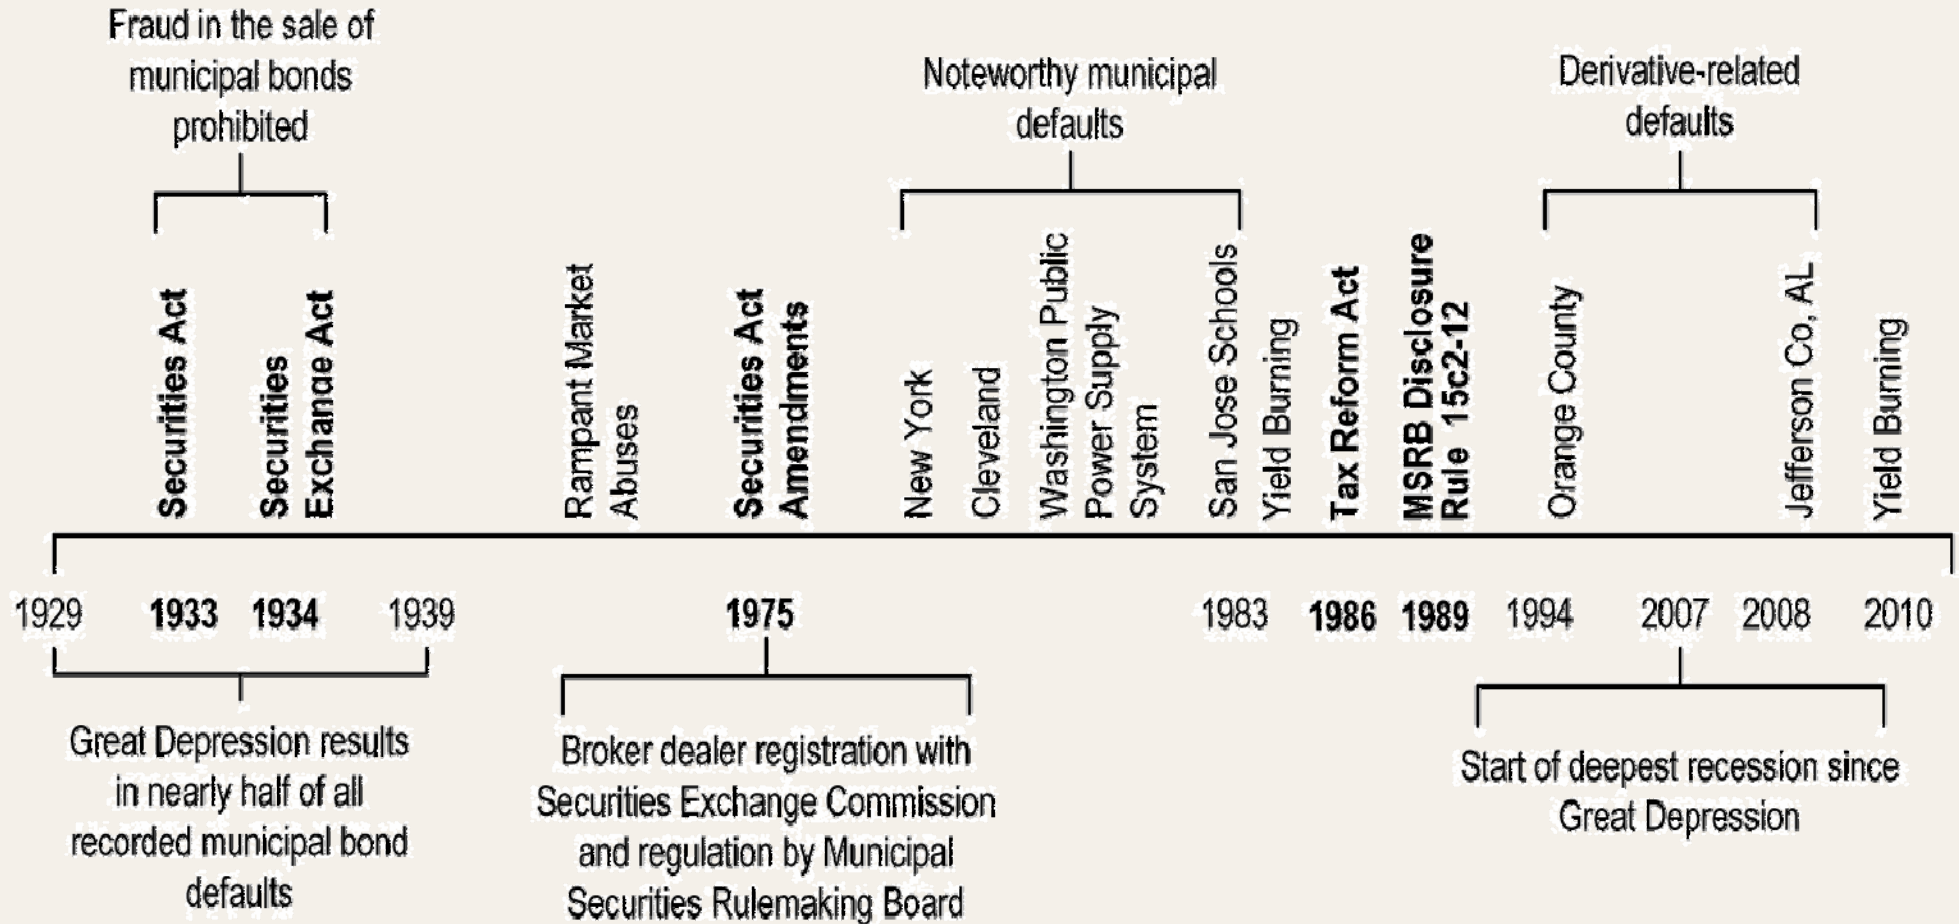 Fraud in the sale of
municipal bonds
prohibited
Noteworthy municipal
defaults
Derivative-related
defaults
Securities Act
Securities
Exchange Act
Rampant Market
Abuses
Securities Act
Amendments
New York
Cleveland
Washington Public
Power Supply
System
San Jose Schools
Yield Burning
Tax Reform Act
MSRB Disclosure
Rule 15c2-12
Orange County
Jefferson Co, AL
Yield Burning
1929 1933 1934 1939 1975 1983 1986 1989 1994 2007 2008 2010
Great Depression results
in nearly half of all
recorded municipal bond
defaults
Broker dealer registration with
Securities Exchange Commission
and regulation by Municipal
Securities Rulemaking Board
Start of deepest recession since
Great Depression